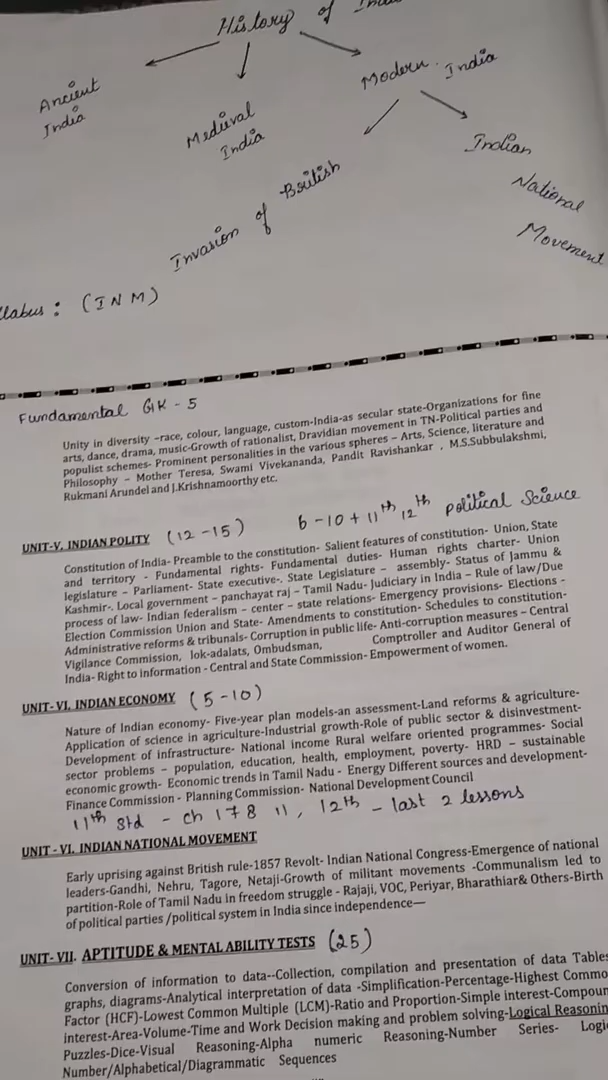 History of
Ancient
India
Medieval
India
Modern India
Invasion of British
Indian
National
Movement
(INM)
Fundamental GK - 5
Unity in diversity –race, colour, language, custom-India-as secular state-Organizations for fine
arts, dance, drama, music-Growth of rationalist, Dravidian movement in TN-Political parties and
populist schemes- Prominent personalities in the various spheres – Arts, Science, literature and
Philosophy – Mother Teresa, Swami Vivekananda, Pandit Ravishankar , M.S.Subbulakshmi,
Rukmani Arundel and J.Krishnamoorthy etc.
UNIT-V. INDIAN POLITY (12-15) 6-10 + 11th 12th political Science
Constitution of India- Preamble to the constitution- Salient features of constitution- Union, State
and territory - Fundamental rights- Fundamental duties- Human rights charter- Union
legislature – Parliament- State executive-. State Legislature – assembly- Status of Jammu &
Kashmir-. Local government – panchayat raj – Tamil Nadu- Judiciary in India – Rule of law/Due
process of law- Indian federalism – center – state relations- Emergency provisions- Elections -
Election Commission Union and State- Amendments to constitution- Schedules to constitution-
Administrative reforms & tribunals- Corruption in public life- Anti-corruption measures – Central
Vigilance Commission, lok-adalats, Ombudsman, Comptroller and Auditor General of
India- Right to information - Central and State Commission- Empowerment of women.
UNIT- VI. INDIAN ECONOMY (5-10)
Nature of Indian economy- Five-year plan models-an assessment-Land reforms & agriculture-
Application of science in agriculture-Industrial growth-Role of public sector & disinvestment-
Development of infrastructure- National income Rural welfare oriented programmes- Social
sector problems – population, education, health, employment, poverty- HRD – sustainable
economic growth- Economic trends in Tamil Nadu - Energy Different sources and development-
Finance Commission - Planning Commission- National Development Council
11th std - ch 1 7 8 11, 12th - last 2 lessons
UNIT - VI. INDIAN NATIONAL MOVEMENT
Early uprising against British rule-1857 Revolt- Indian National Congress-Emergence of national
leaders-Gandhi, Nehru, Tagore, Netaji-Growth of militant movements -Communalism led to
partition-Role of Tamil Nadu in freedom struggle - Rajaji, VOC, Periyar, Bharathiar& Others-Birth
of political parties /political system in India since independence—
UNIT- VII. APTITUDE & MENTAL ABILITY TESTS (25)
Conversion of information to data--Collection, compilation and presentation of data Tables
graphs, diagrams-Analytical interpretation of data -Simplification-Percentage-Highest Commo
Factor (HCF)-Lowest Common Multiple (LCM)-Ratio and Proportion-Simple interest-Compoun
interest-Area-Volume-Time and Work Decision making and problem solving-Logical Reasonin
Puzzles-Dice-Visual Reasoning-Alpha numeric Reasoning-Number Series- Logi
Number/Alphabetical/Diagrammatic Sequences